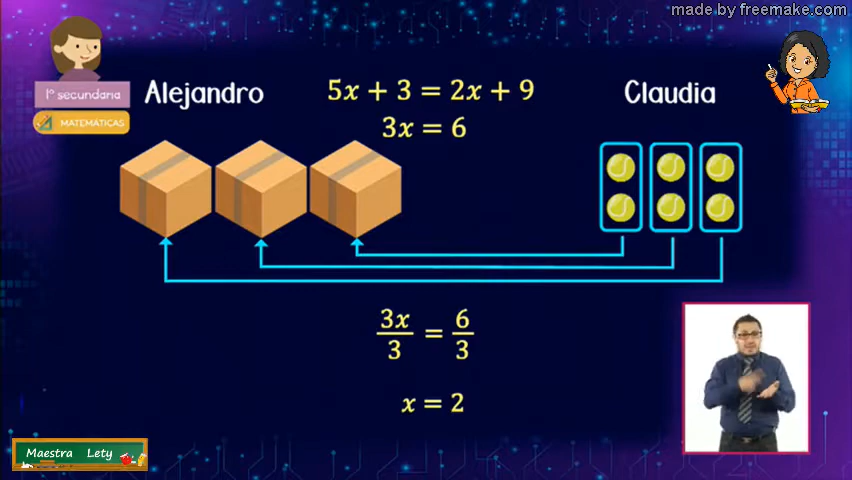 made by freemake.com
1° secundaria
MATEMÁTICAS
Alejandro
5x + 3 = 2x + 9
Claudia
3x = 6
3x/3 = 6/3
x = 2
Maestra Lety